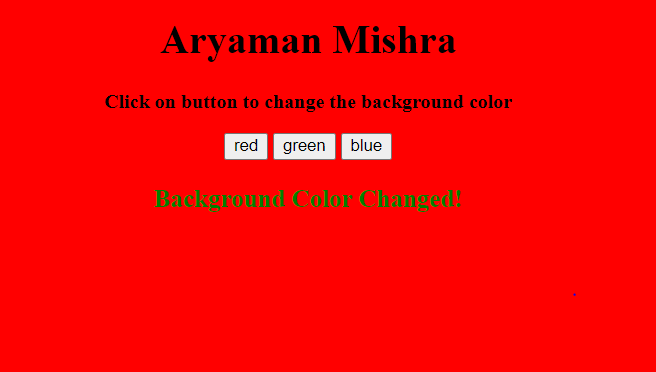 Aryaman Mishra
Click on button to change the background color
red green blue
Background Color Changed!